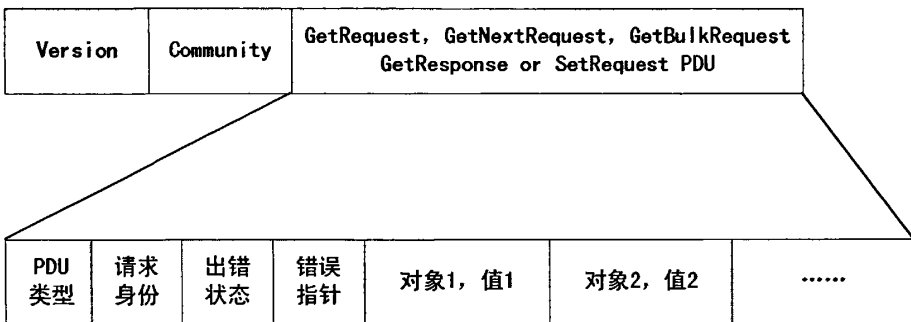 Version
Community
GetRequest, GetNextRequest, GetBulkRequest
GetResponse or SetRequest PDU
PDU
类型
请求
身份
出错
状态
错误
指针
对象1，值1
对象2，值2
……